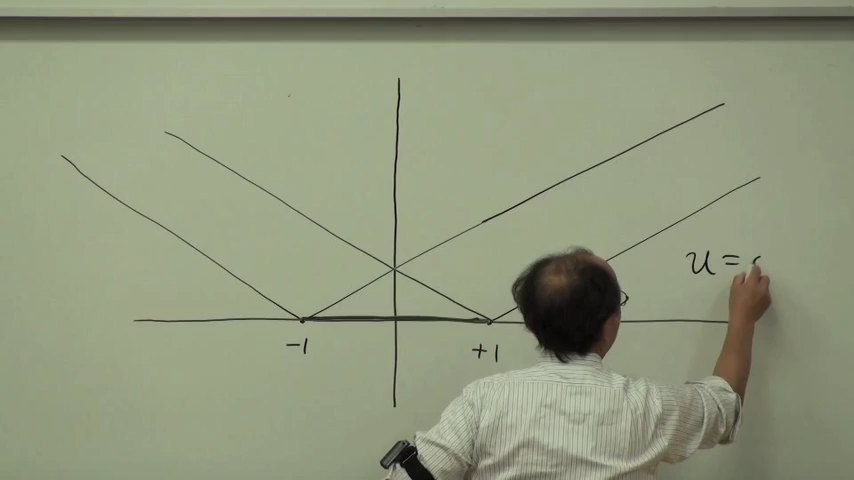 u =
-1
+1